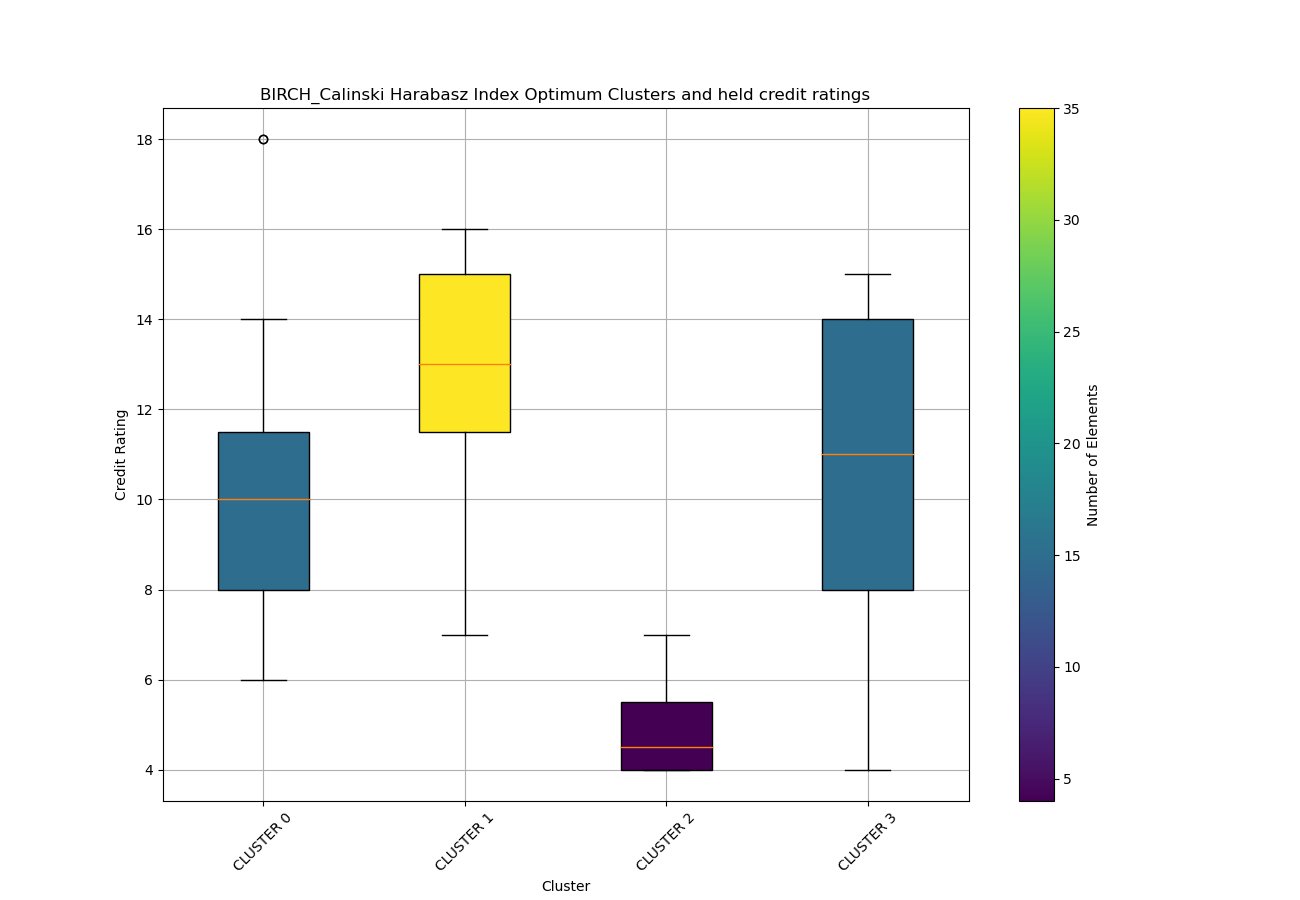 BIRCH_Calinski Harabasz Index Optimum Clusters and held credit ratings
18
16
14
12
10
8
6
4
Credit Rating
CLUSTER 0
CLUSTER 1
CLUSTER 2
CLUSTER 3
Cluster
35
30
25
20
15
10
5
Number of Elements